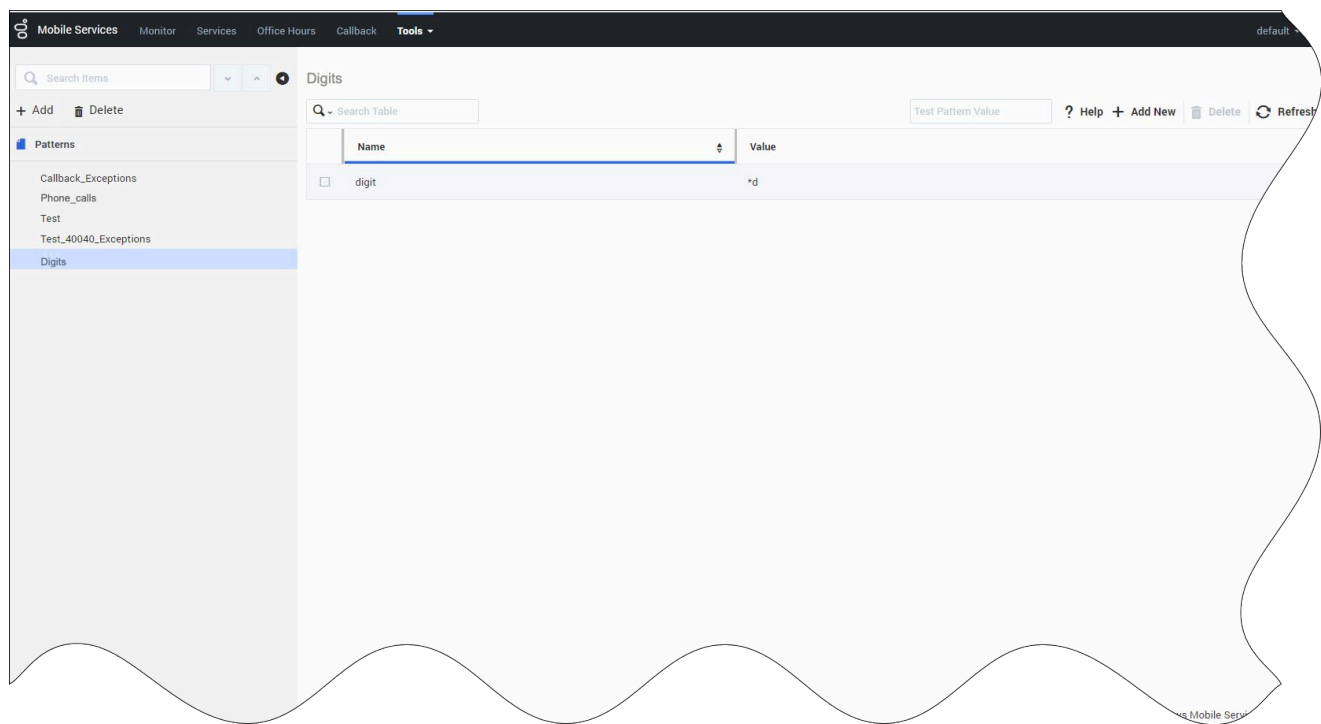 Mobile Services Monitor Services Office Hours Callback Tools default
Search Items
+ Add Delete
Patterns
Callback_Exceptions
Phone_calls
Test
Test_40040_Exceptions
Digits
Digits
Search Table Test Pattern Value ? Help + Add New Delete Refresh
Name Value
digit *d
Mobile